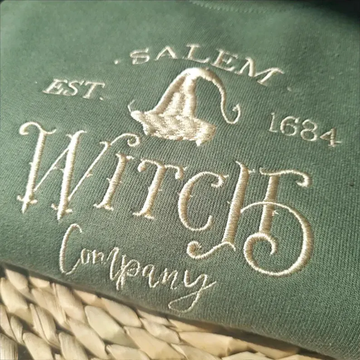 · SALEM ·
EST. 1684
WITCH
Company